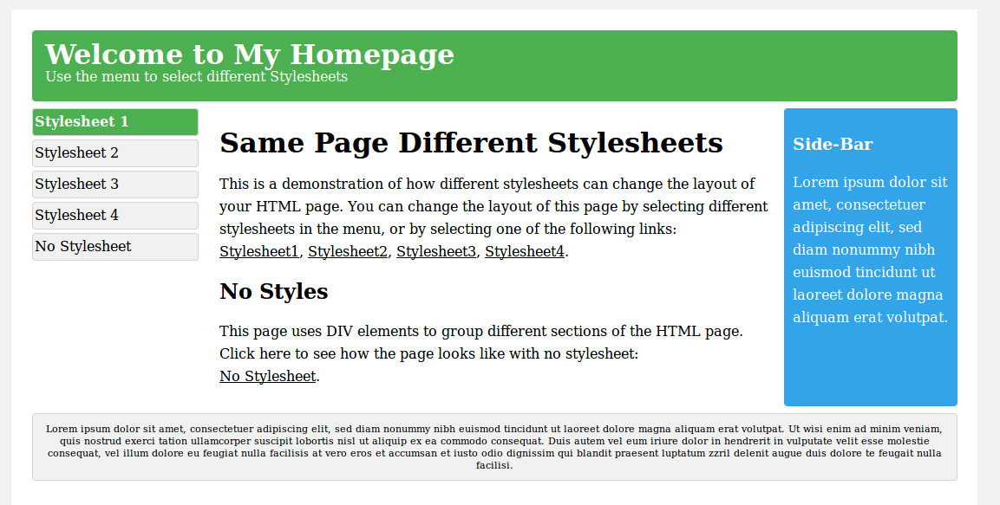 Welcome to My Homepage
Use the menu to select different Stylesheets
Stylesheet 1
Stylesheet 2
Stylesheet 3
Stylesheet 4
No Stylesheet
Same Page Different Stylesheets
This is a demonstration of how different stylesheets can change the layout of
your HTML page. You can change the layout of this page by selecting different
stylesheets in the menu, or by selecting one of the following links:
Stylesheet1, Stylesheet2, Stylesheet3, Stylesheet4.
No Styles
This page uses DIV elements to group different sections of the HTML page.
Click here to see how the page looks like with no stylesheet:
No Stylesheet.
Side-Bar
Lorem ipsum dolor sit
amet, consectetuer
adipiscing elit, sed
diam nonummy nibh
euismod tincidunt ut
laoreet dolore magna
aliquam erat volutpat.
Lorem ipsum dolor sit amet, consectetuer adipiscing elit, sed diam nonummy nibh euismod tincidunt ut laoreet dolore magna aliquam erat volutpat. Ut wisi enim ad minim veniam,
quis nostrud exerci tation ullamcorper suscipit lobortis nisl ut aliquip ex ea commodo consequat. Duis autem vel eum iriure dolor in hendrerit in vulputate velit esse molestie
consequat, vel illum dolore eu feugiat nulla facilisis at vero eros et accumsan et iusto odio dignissim qui blandit praesent luptatum zzril delenit augue duis dolore te feugait nulla
facilisi.